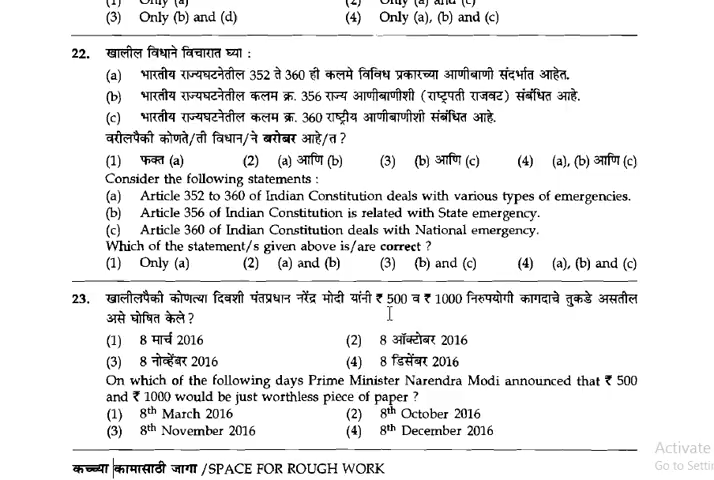 (1) Only (a) (2) Only (a) and (c)
(3) Only (b) and (d) (4) Only (a), (b) and (c)
22. खालील विधाने विचारात घ्या :
(a) भारतीय राज्यघटनेतील 352 ते 360 ही कलमे विविध प्रकारच्या आणीबाणी संदर्भात आहेत.
(b) भारतीय राज्यघटनेतील कलम क्र. 356 राज्य आणीबाणीशी (राष्ट्रपती राजवट) संबंधित आहे.
(c) भारतीय राज्यघटनेतील कलम क्र. 360 राष्ट्रीय आणीबाणीशी संबंधित आहे.
वरीलपैकी कोणते/ती विधान/ने बरोबर आहे/त ?
(1) फक्त (a) (2) (a) आणि (b) (3) (b) आणि (c) (4) (a), (b) आणि (c)
Consider the following statements :
(a) Article 352 to 360 of Indian Constitution deals with various types of emergencies.
(b) Article 356 of Indian Constitution is related with State emergency.
(c) Article 360 of Indian Constitution deals with National emergency.
Which of the statement/s given above is/are correct ?
(1) Only (a) (2) (a) and (b) (3) (b) and (c) (4) (a), (b) and (c)
23. खालीलपैकी कोणत्या दिवशी पंतप्रधान नरेंद्र मोदी यांनी ₹ 500 व ₹ 1000 निरुपयोगी कागदाचे तुकडे असतील
असे घोषित केले ?
(1) 8 मार्च 2016 (2) 8 ऑक्टोबर 2016
(3) 8 नोव्हेंबर 2016 (4) 8 डिसेंबर 2016
On which of the following days Prime Minister Narendra Modi announced that ₹ 500
and ₹ 1000 would be just worthless piece of paper ?
(1) 8th March 2016 (2) 8th October 2016
(3) 8th November 2016 (4) 8th December 2016
कच्च्या कामासाठी जागा /SPACE FOR ROUGH WORK
Activate
Go to Settin